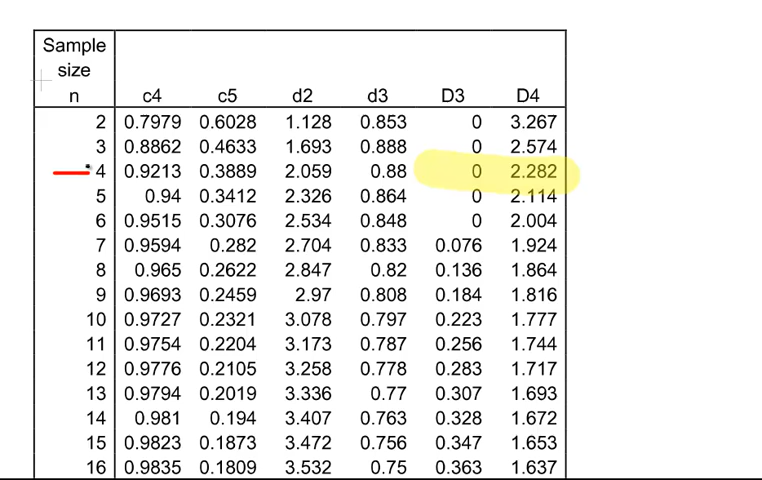 Sample
size
n c4 c5 d2 d3 D3 D4
2 0.7979 0.6028 1.128 0.853 0 3.267
3 0.8862 0.4633 1.693 0.888 0 2.574
4 0.9213 0.3889 2.059 0.88 0 2.282
5 0.94 0.3412 2.326 0.864 0 2.114
6 0.9515 0.3076 2.534 0.848 0 2.004
7 0.9594 0.282 2.704 0.833 0.076 1.924
8 0.965 0.2622 2.847 0.82 0.136 1.864
9 0.9693 0.2459 2.97 0.808 0.184 1.816
10 0.9727 0.2321 3.078 0.797 0.223 1.777
11 0.9754 0.2204 3.173 0.787 0.256 1.744
12 0.9776 0.2105 3.258 0.778 0.283 1.717
13 0.9794 0.2019 3.336 0.77 0.307 1.693
14 0.981 0.194 3.407 0.763 0.328 1.672
15 0.9823 0.1873 3.472 0.756 0.347 1.653
16 0.9835 0.1809 3.532 0.75 0.363 1.637